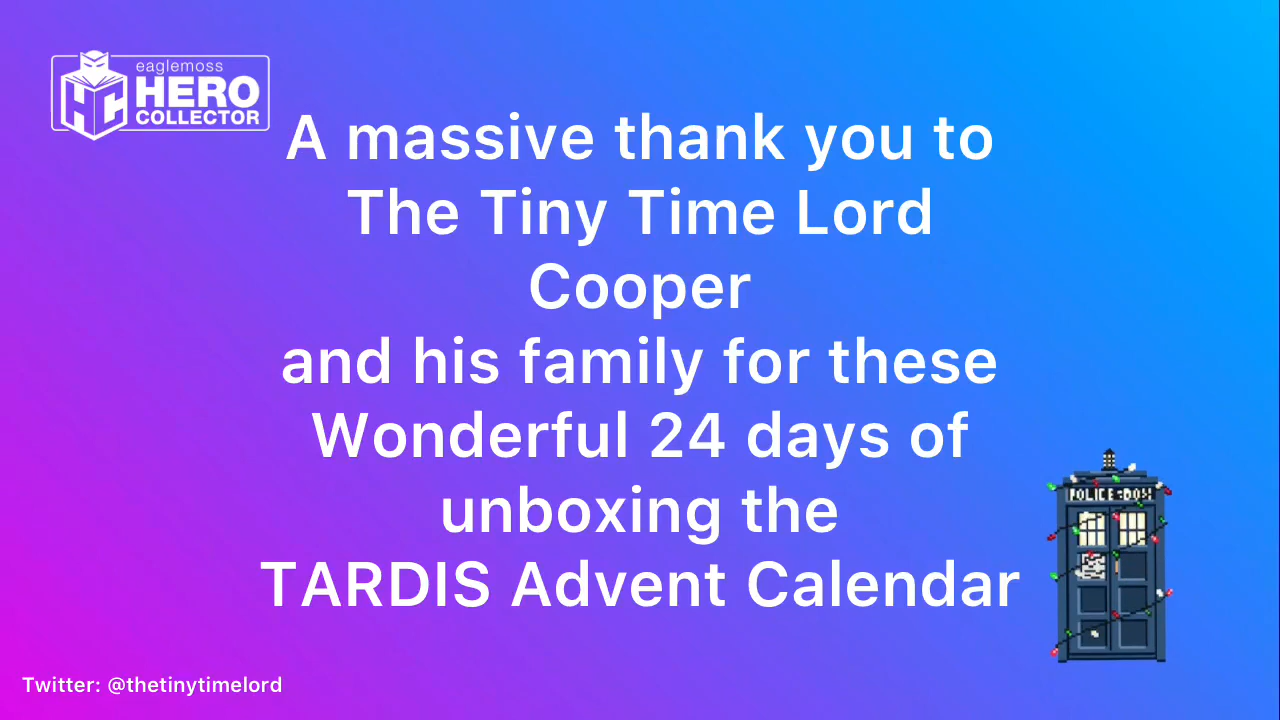 eaglemoss
HERO
COLLECTOR
HC
A massive thank you to
The Tiny Time Lord
Cooper
and his family for these
Wonderful 24 days of
unboxing the
TARDIS Advent Calendar
POLICE BOX
Twitter: @thetinytimelord